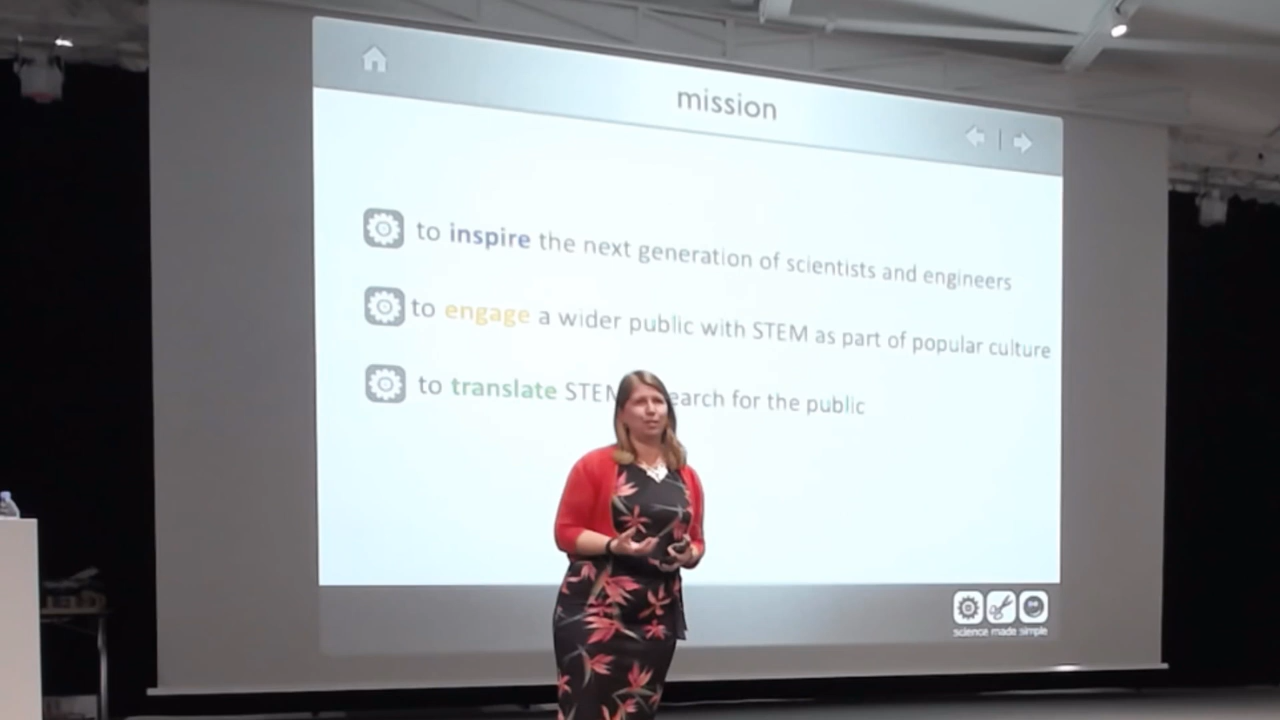 mission
to inspire the next generation of scientists and engineers
to engage a wider public with STEM as part of popular culture
to translate STEM earch for the public
science made simple